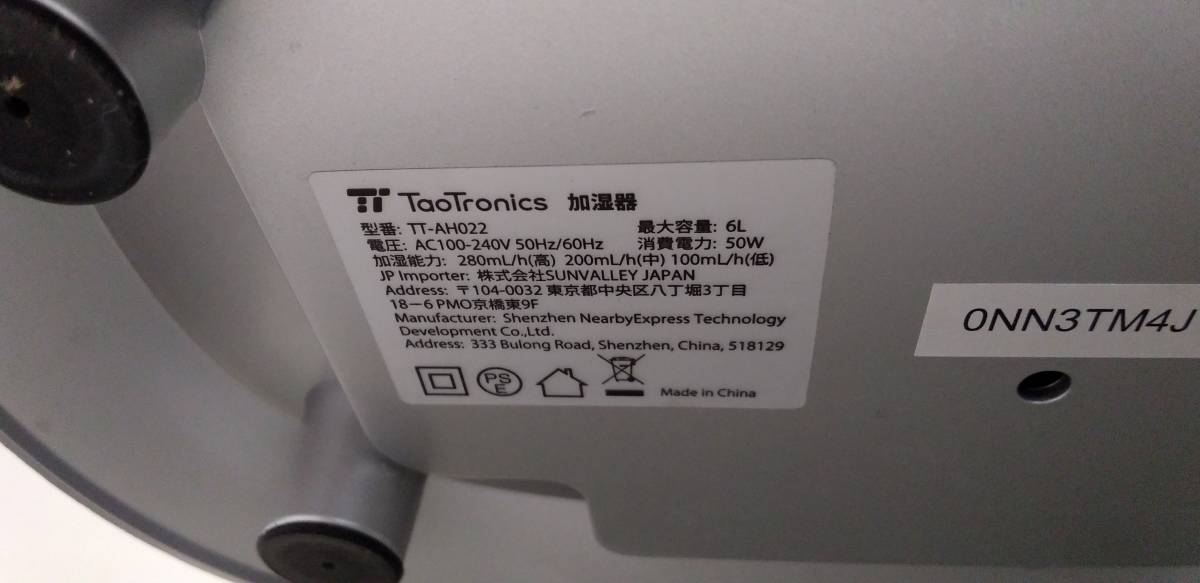 TaoTronics 加湿器
型番: TT-AH022 最大容量: 6L
電圧: AC100-240V 50Hz/60Hz 消費電力: 50W
加湿能力: 280mL/h(高) 200mL/h(中) 100mL/h(低)
JP Importer: 株式会社SUNVALLEY JAPAN
Address: 〒104-0032 東京都中央区八丁堀3丁目
18-6 PMO京橋東9F
Manufacturer: Shenzhen NearbyExpress Technology
Development Co.,Ltd.
Address: 333 Bulong Road, Shenzhen, China, 518129
PSE
Made in China
0NN3TM4J